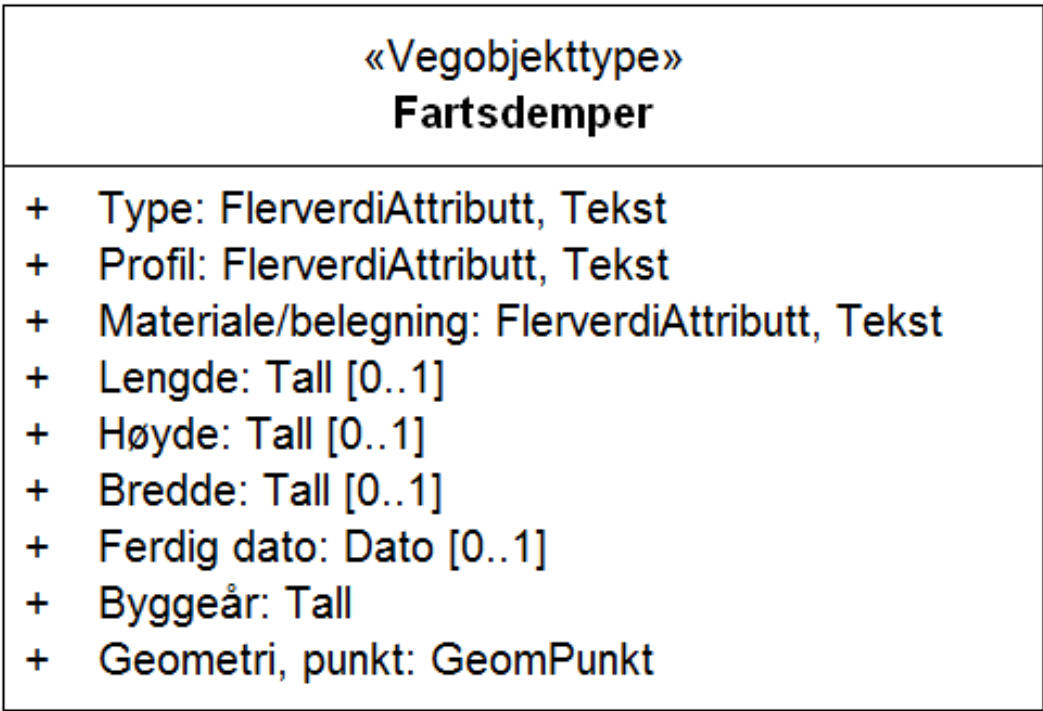 «Vegobjekttype»
Fartsdemper
+ Type: FlerverdiAttributt, Tekst
+ Profil: FlerverdiAttributt, Tekst
+ Materiale/belegning: FlerverdiAttributt, Tekst
+ Lengde: Tall [0..1]
+ Høyde: Tall [0..1]
+ Bredde: Tall [0..1]
+ Ferdig dato: Dato [0..1]
+ Byggeår: Tall
+ Geometri, punkt: GeomPunkt